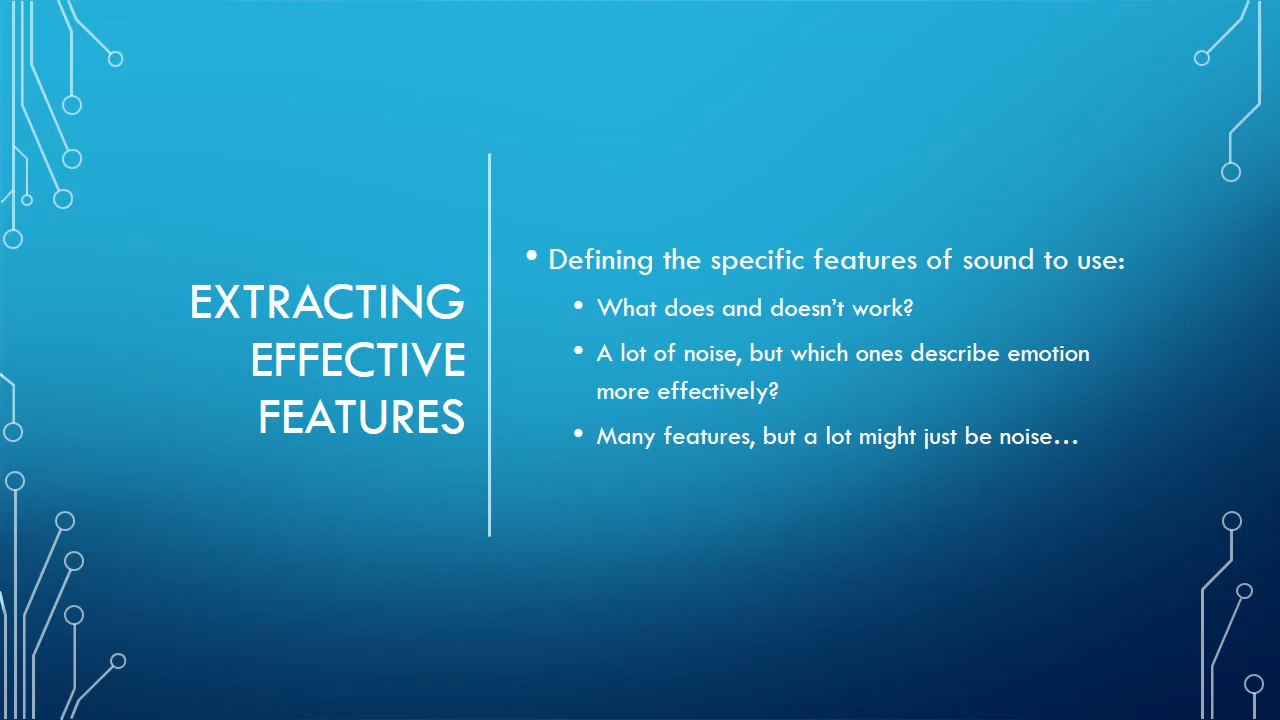 EXTRACTING
EFFECTIVE
FEATURES
• Defining the specific features of sound to use:
• What does and doesn’t work?
• A lot of noise, but which ones describe emotion
more effectively?
• Many features, but a lot might just be noise…